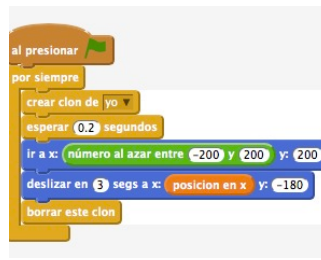 al presionar
por siempre
crear clon de yo
esperar 0.2 segundos
ir a x: número al azar entre -200 y 200 y: 200
deslizar en 3 segs a x: posicion en x y: -180
borrar este clon